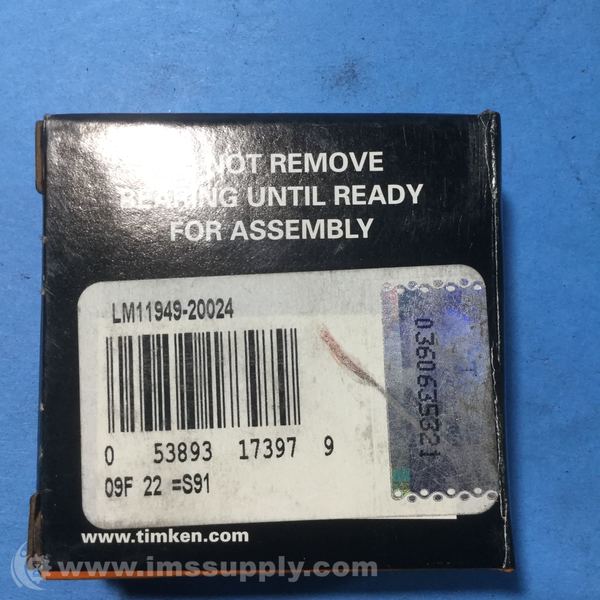 NOT REMOVE
BEARING UNTIL READY
FOR ASSEMBLY
LM11949-20024
0 53893 17397 9
09F 22 =S91
0360635321
www.timken.com
© www.imssupply.com